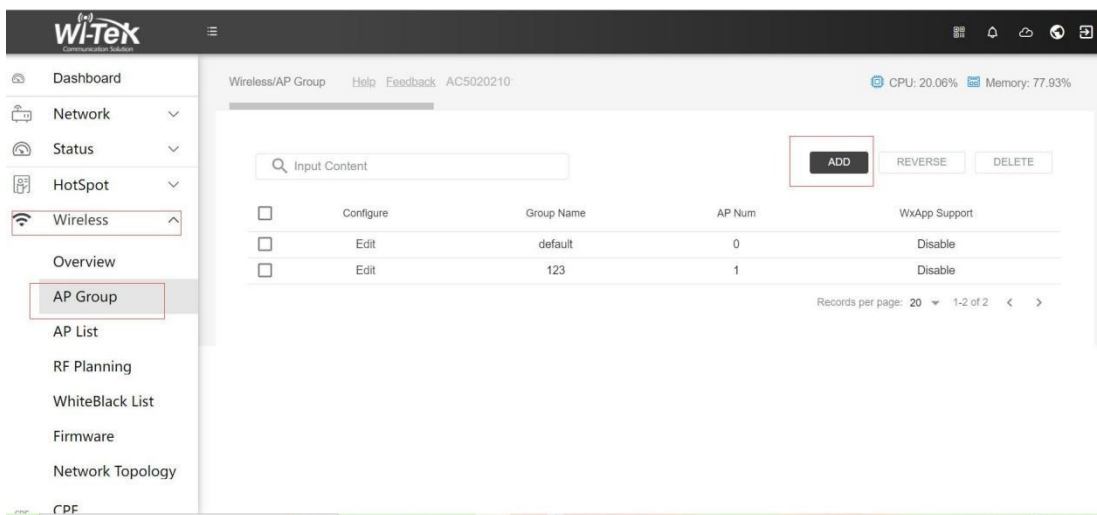 Wi-Tek
Communication Solution
Dashboard
Network
Status
HotSpot
Wireless
Overview
AP Group
AP List
RF Planning
WhiteBlack List
Firmware
Network Topology
CPE
Wireless/AP Group Help Feedback AC5020210
CPU: 20.06% Memory: 77.93%
Input Content
ADD REVERSE DELETE
Configure Group Name AP Num WxApp Support
Edit default 0 Disable
Edit 123 1 Disable
Records per page: 20 1-2 of 2 < >